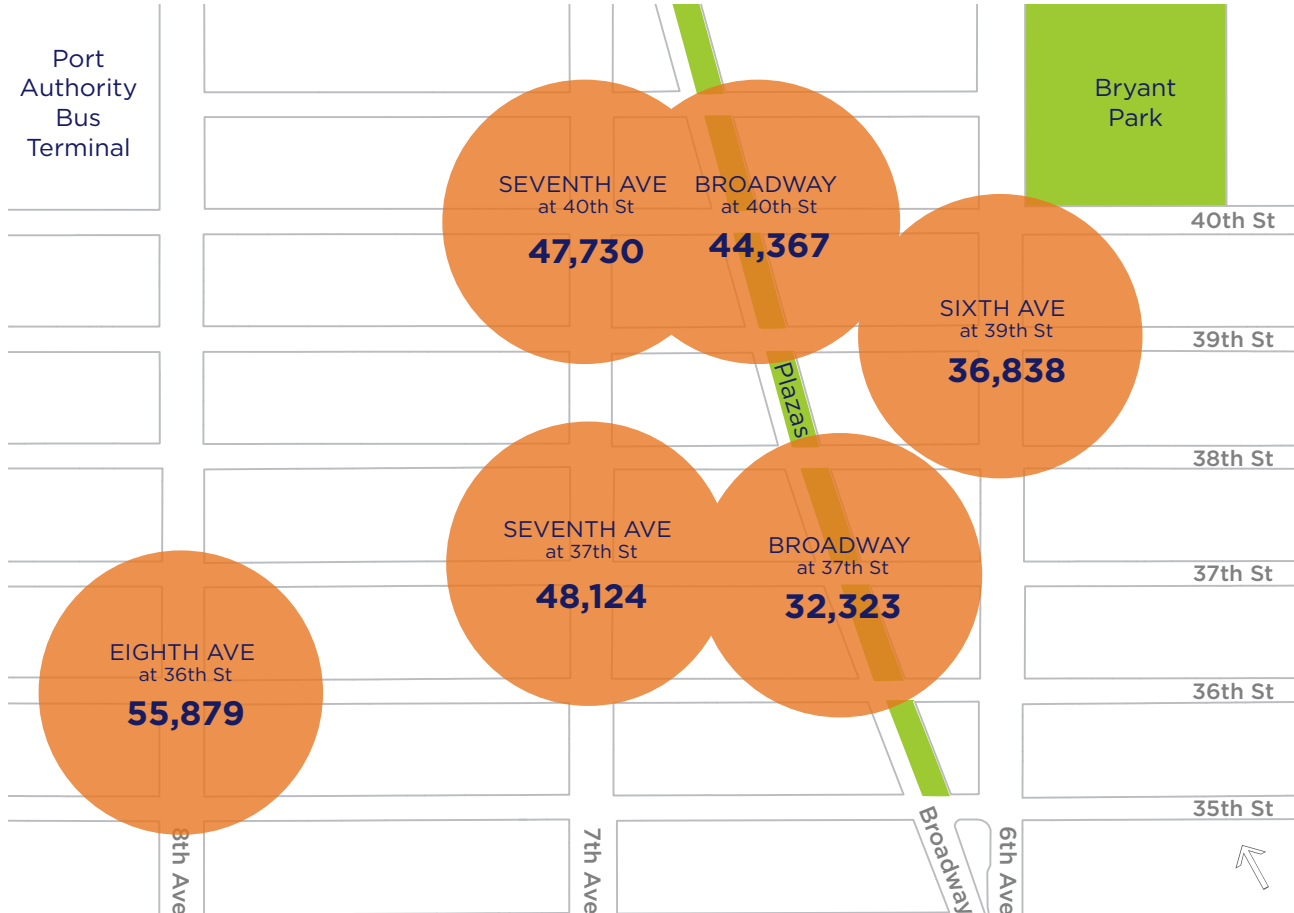 Port
Authority
Bus
Terminal
Bryant
Park
SEVENTH AVE
at 40th St
47,730
BROADWAY
at 40th St
44,367
40th St
SIXTH AVE
at 39th St
36,838
39th St
Plazas
38th St
SEVENTH AVE
at 37th St
48,124
BROADWAY
at 37th St
32,323
37th St
EIGHTH AVE
at 36th St
55,879
36th St
35th St
8th Ave
7th Ave
Broadway
6th Ave